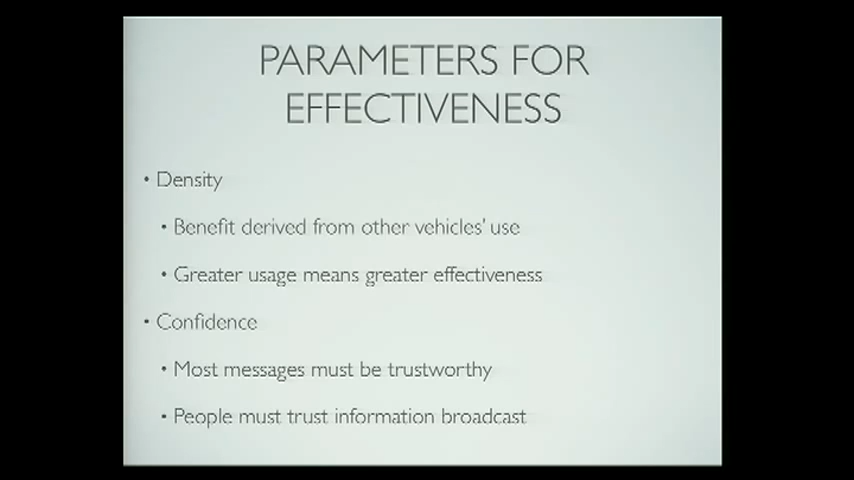 PARAMETERS FOR
EFFECTIVENESS
• Density
• Benefit derived from other vehicles' use
• Greater usage means greater effectiveness
• Confidence
• Most messages must be trustworthy
• People must trust information broadcast